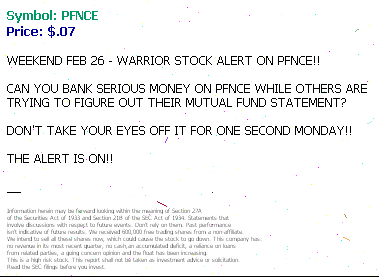 Symbol: PFNCE
Price: $.07
WEEKEND FEB 26 - WARRIOR STOCK ALERT ON PFNCE!!
CAN YOU BANK SERIOUS MONEY ON PFNCE WHILE OTHERS ARE
TRYING TO FIGURE OUT THEIR MUTUAL FUND STATEMENT?
DON'T TAKE YOUR EYES OFF IT FOR ONE SECOND MONDAY!!
THE ALERT IS ON!!
Information herein may be forward looking within the meaning of Section 27A
of the Securities Act of 1933 and Section 21B of the SEC Act of 1934. Statements that
involve discussions with respect to future events. Don't rely on them. Past performance
isn't indicative of future results. We received 600,000 free trading shares from a non affiliate.
We intend to sell all these shares now, which could cause the stock to go down. This company has:
no revenue in its most recent quarter, no cash,an accumulated deficit, a reliance on loans
from related parties, a going concern opinion and the float has been increasing.
This is a high risk stock. This report shall not be taken as investment advice or solicitation.
Read the SEC filings before you invest.